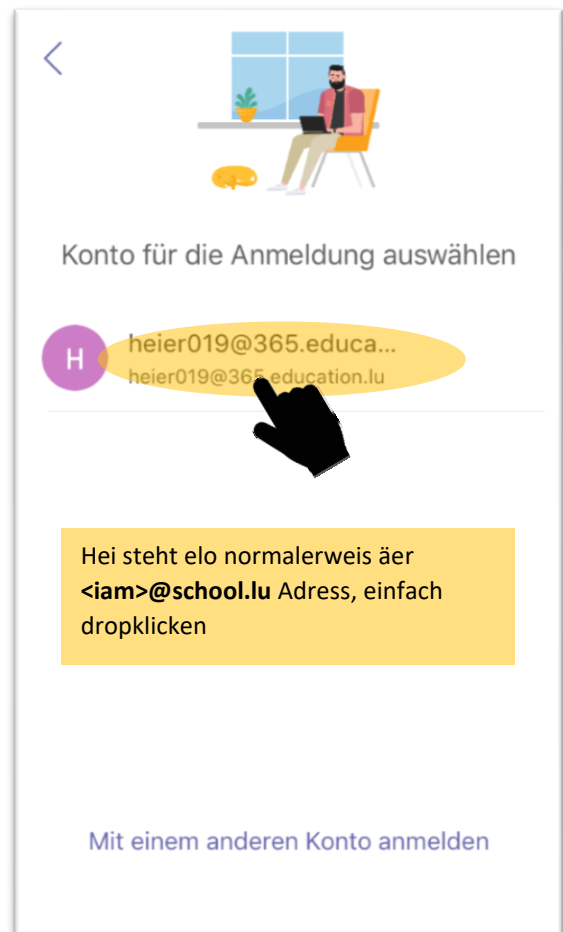 Konto für die Anmeldung auswählen
H
heier019@365.educa...
heier019@365.education.lu
Hei steht elo normalerweis äer
<iam>@school.lu Adress, einfach
dropklicken
Mit einem anderen Konto anmelden